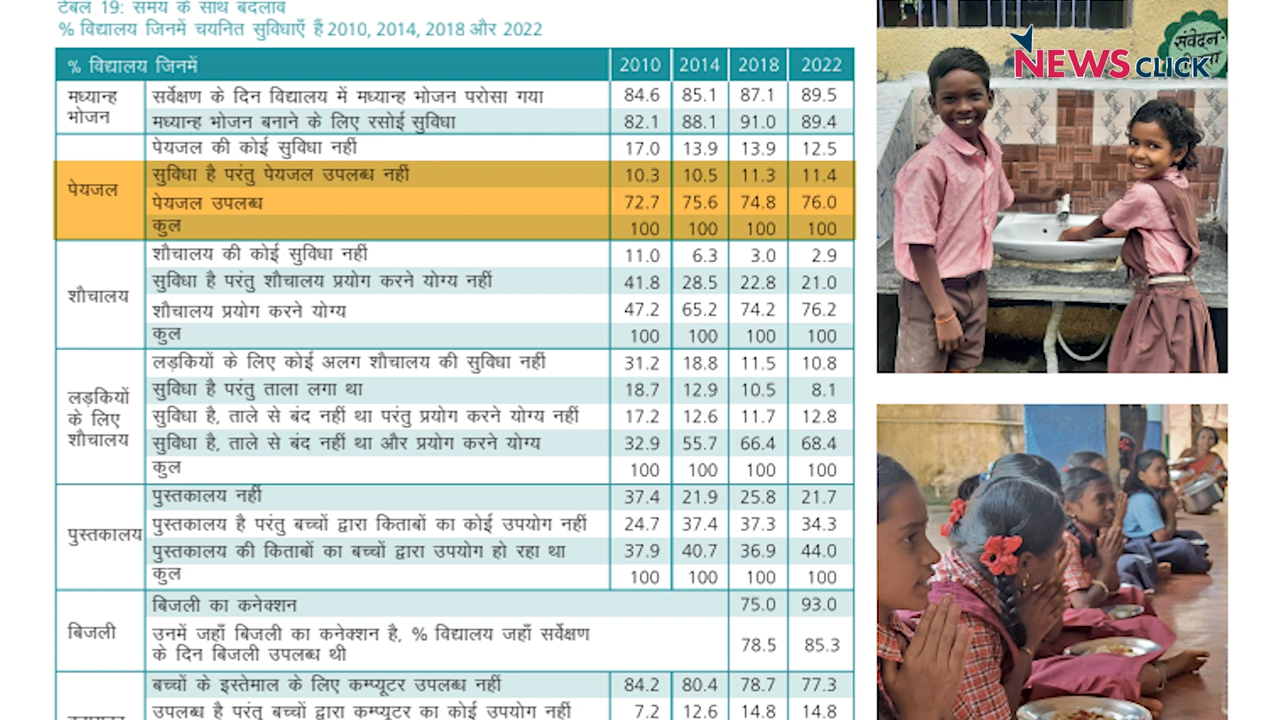 टेबल 19: समय के साथ बदलाव
% विद्यालय जिनमें चयनित सुविधाएँ हैं 2010, 2014, 2018 और 2022
% विद्यालय जिनमें 2010 2014 2018 2022
मध्यान्ह भोजन
सर्वेक्षण के दिन विद्यालय में मध्यान्ह भोजन परोसा गया 84.6 85.1 87.1 89.5
मध्यान्ह भोजन बनाने के लिए रसोई सुविधा 82.1 88.1 91.0 89.4
पेयजल
पेयजल की कोई सुविधा नहीं 17.0 13.9 13.9 12.5
सुविधा है परंतु पेयजल उपलब्ध नहीं 10.3 10.5 11.3 11.4
पेयजल उपलब्ध 72.7 75.6 74.8 76.0
कुल 100 100 100 100
शौचालय
शौचालय की कोई सुविधा नहीं 11.0 6.3 3.0 2.9
सुविधा है परंतु शौचालय प्रयोग करने योग्य नहीं 41.8 28.5 22.8 21.0
शौचालय प्रयोग करने योग्य 47.2 65.2 74.2 76.2
कुल 100 100 100 100
लड़कियों
के लिए
शौचालय
लड़कियों के लिए कोई अलग शौचालय की सुविधा नहीं 31.2 18.8 11.5 10.8
सुविधा है परंतु ताला लगा था 18.7 12.9 10.5 8.1
सुविधा है, ताले से बंद नहीं था परंतु प्रयोग करने योग्य नहीं 17.2 12.6 11.7 12.8
सुविधा है, ताले से बंद नहीं था और प्रयोग करने योग्य 32.9 55.7 66.4 68.4
कुल 100 100 100 100
पुस्तकालय
पुस्तकालय नहीं 37.4 21.9 25.8 21.7
पुस्तकालय है परंतु बच्चों द्वारा किताबों का कोई उपयोग नहीं 24.7 37.4 37.3 34.3
पुस्तकालय की किताबों का बच्चों द्वारा उपयोग हो रहा था 37.9 40.7 36.9 44.0
कुल 100 100 100 100
बिजली
बिजली का कनेक्शन 75.0 93.0
उनमें जहाँ बिजली का कनेक्शन है, % विद्यालय जहाँ सर्वेक्षण
के दिन बिजली उपलब्ध थी 78.5 85.3
बच्चों के इस्तेमाल के लिए कम्प्यूटर उपलब्ध नहीं 84.2 80.4 78.7 77.3
उपलब्ध है परंतु बच्चों द्वारा कम्प्यूटर का कोई उपयोग नहीं 7.2 12.6 14.8 14.8
संवेदन-
NEWSCLICK